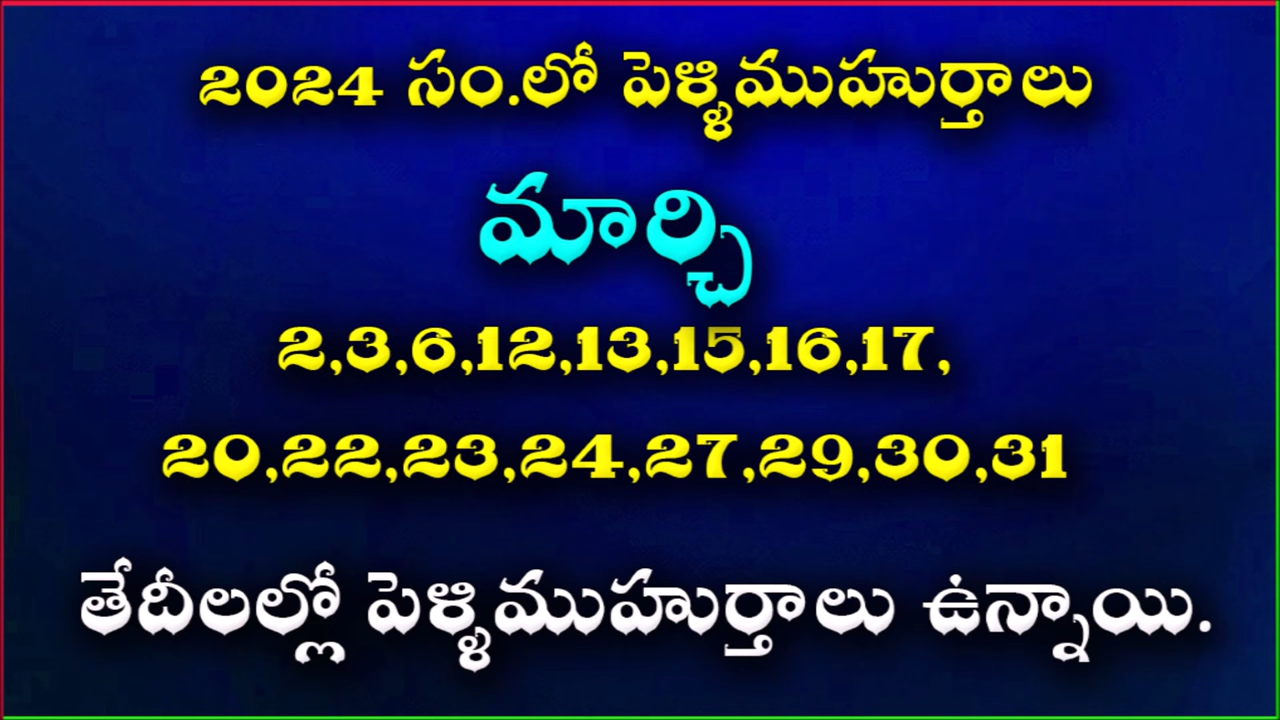 2024 సం.లో పెళ్ళిముహుర్తాలు
మార్చి
2,3,6,12,13,15,16,17,
20,22,23,24,27,29,30,31
తేదీలల్లో పెళ్ళిముహుర్తాలు ఉన్నాయి.